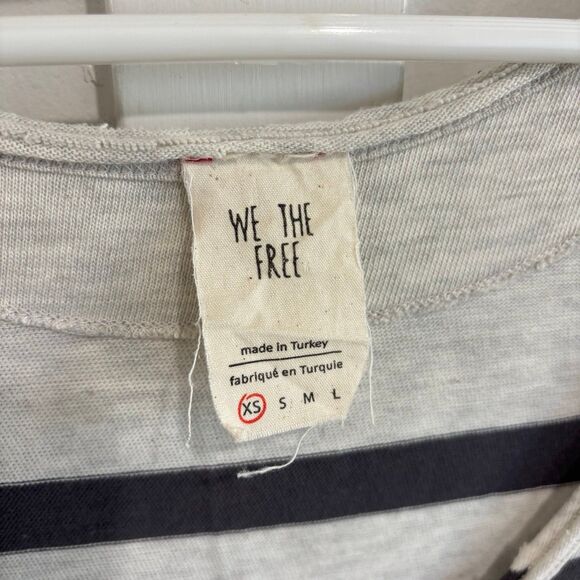 WE THE
FREE
made in Turkey
fabriqué en Turquie
XS S M L